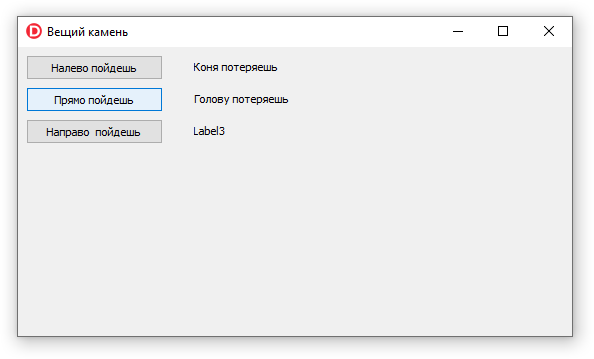 D Вещий камень
Налево пойдешь Коня потеряешь
Прямо пойдешь Голову потеряешь
Направо  пойдешь Label3